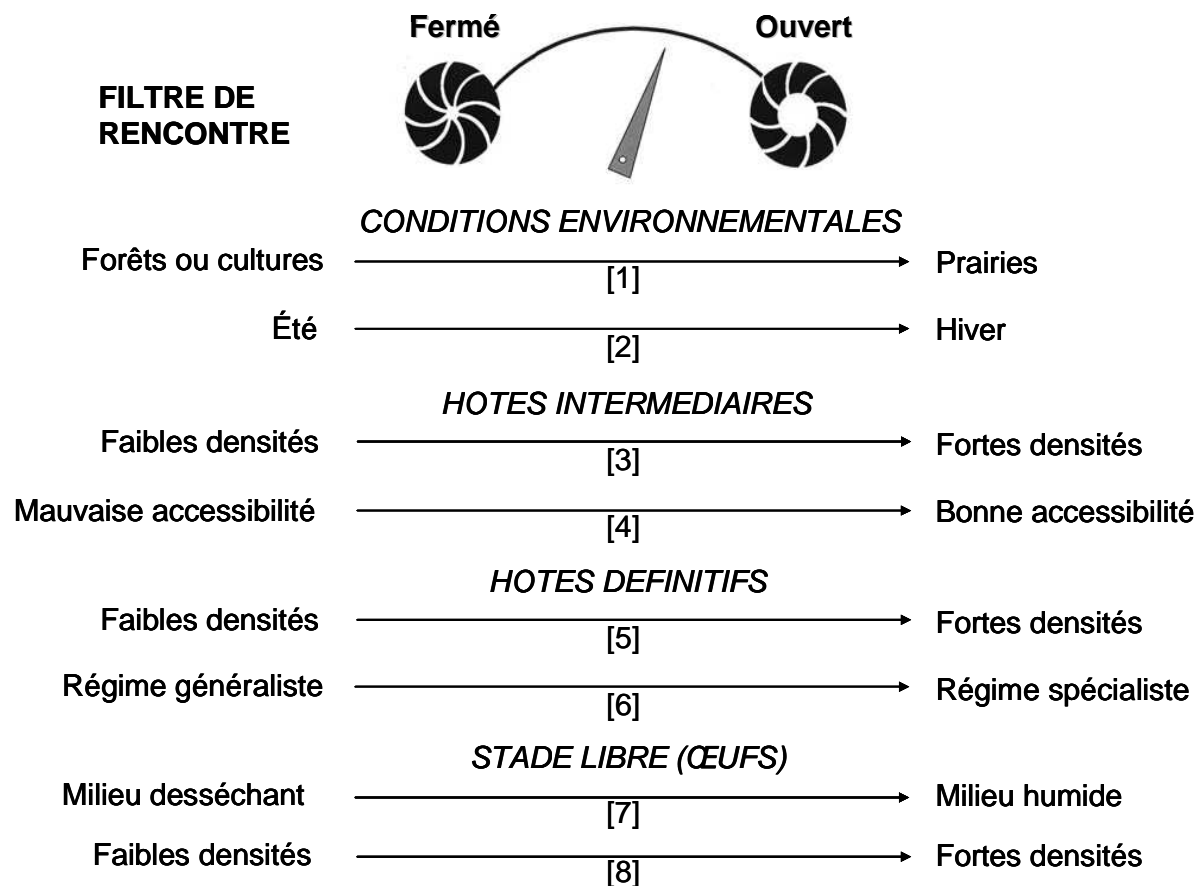 Fermé Ouvert
FILTRE DE
RENCONTRE
CONDITIONS ENVIRONNEMENTALES
Forêts ou cultures [1] Prairies
Été [2] Hiver
HOTES INTERMEDIAIRES
Faibles densités [3] Fortes densités
Mauvaise accessibilité [4] Bonne accessibilité
HOTES DEFINITIFS
Faibles densités [5] Fortes densités
Régime généraliste [6] Régime spécialiste
STADE LIBRE (ŒUFS)
Milieu desséchant [7] Milieu humide
Faibles densités [8] Fortes densités